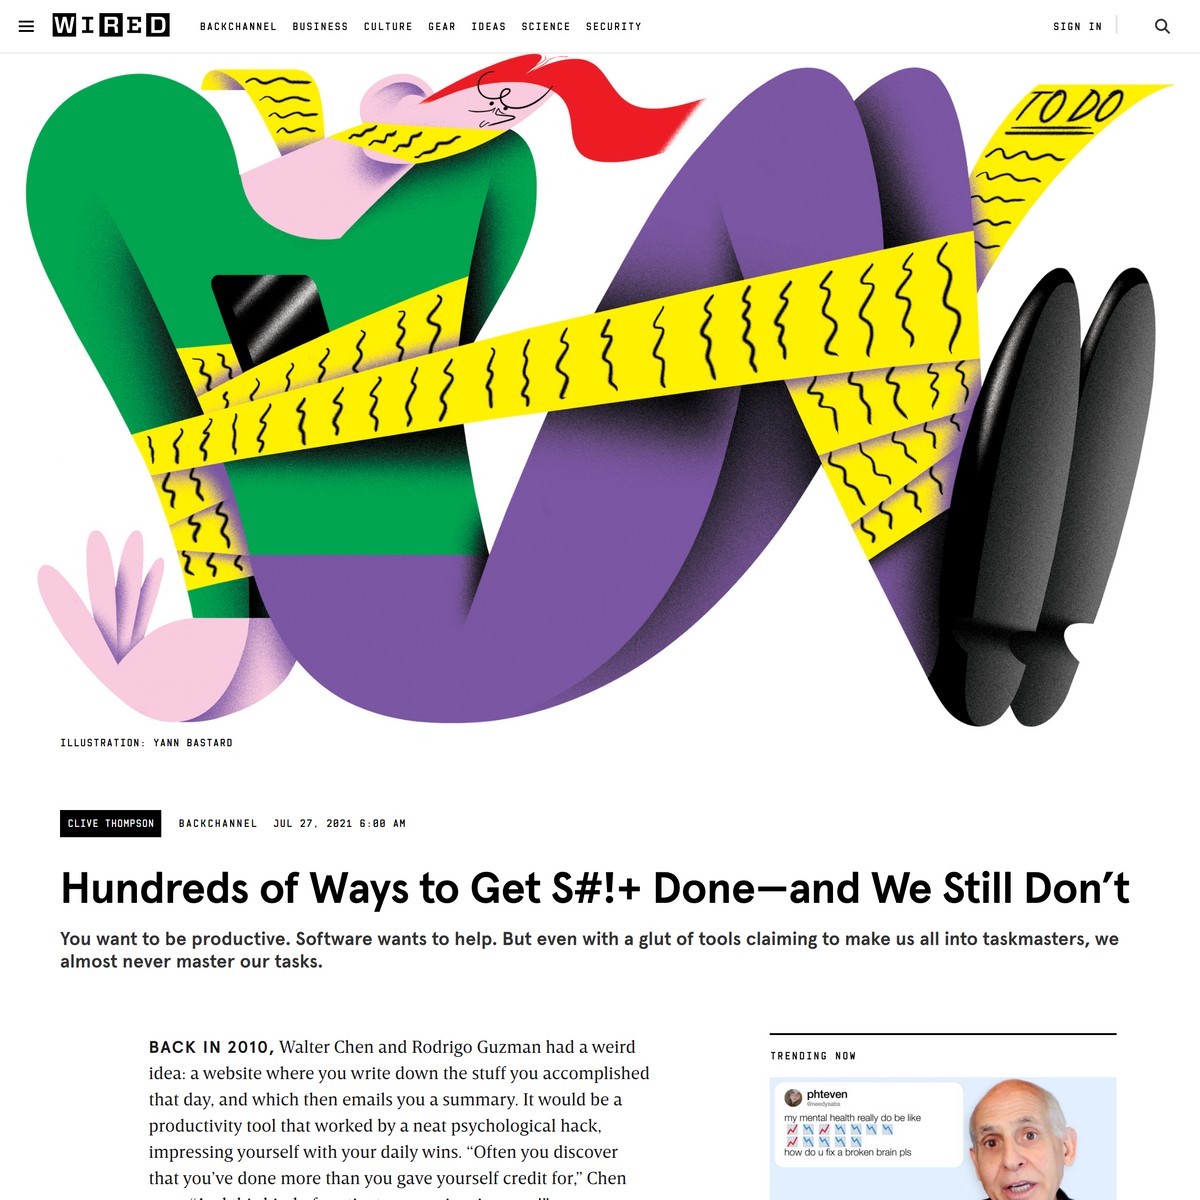 WIRED
BACKCHANNEL BUSINESS CULTURE GEAR IDEAS SCIENCE SECURITY
SIGN IN
TO DO
ILLUSTRATION: YANN BASTARD
CLIVE THOMPSON BACKCHANNEL JUL 27, 2021 6:00 AM
Hundreds of Ways to Get S#!+ Done—and We Still Don’t
You want to be productive. Software wants to help. But even with a glut of tools claiming to make us all into taskmasters, we
almost never master our tasks.
BACK IN 2010, Walter Chen and Rodrigo Guzman had a weird
idea: a website where you write down the stuff you accomplished
that day, and which then emails you a summary. It would be a
productivity tool that worked by a neat psychological hack,
impressing yourself with your daily wins. “Often you discover
that you’ve done more than you gave yourself credit for,” Chen
TRENDING NOW
phteven
@needysabs
my mental health really do be like
how do u fix a broken brain pls